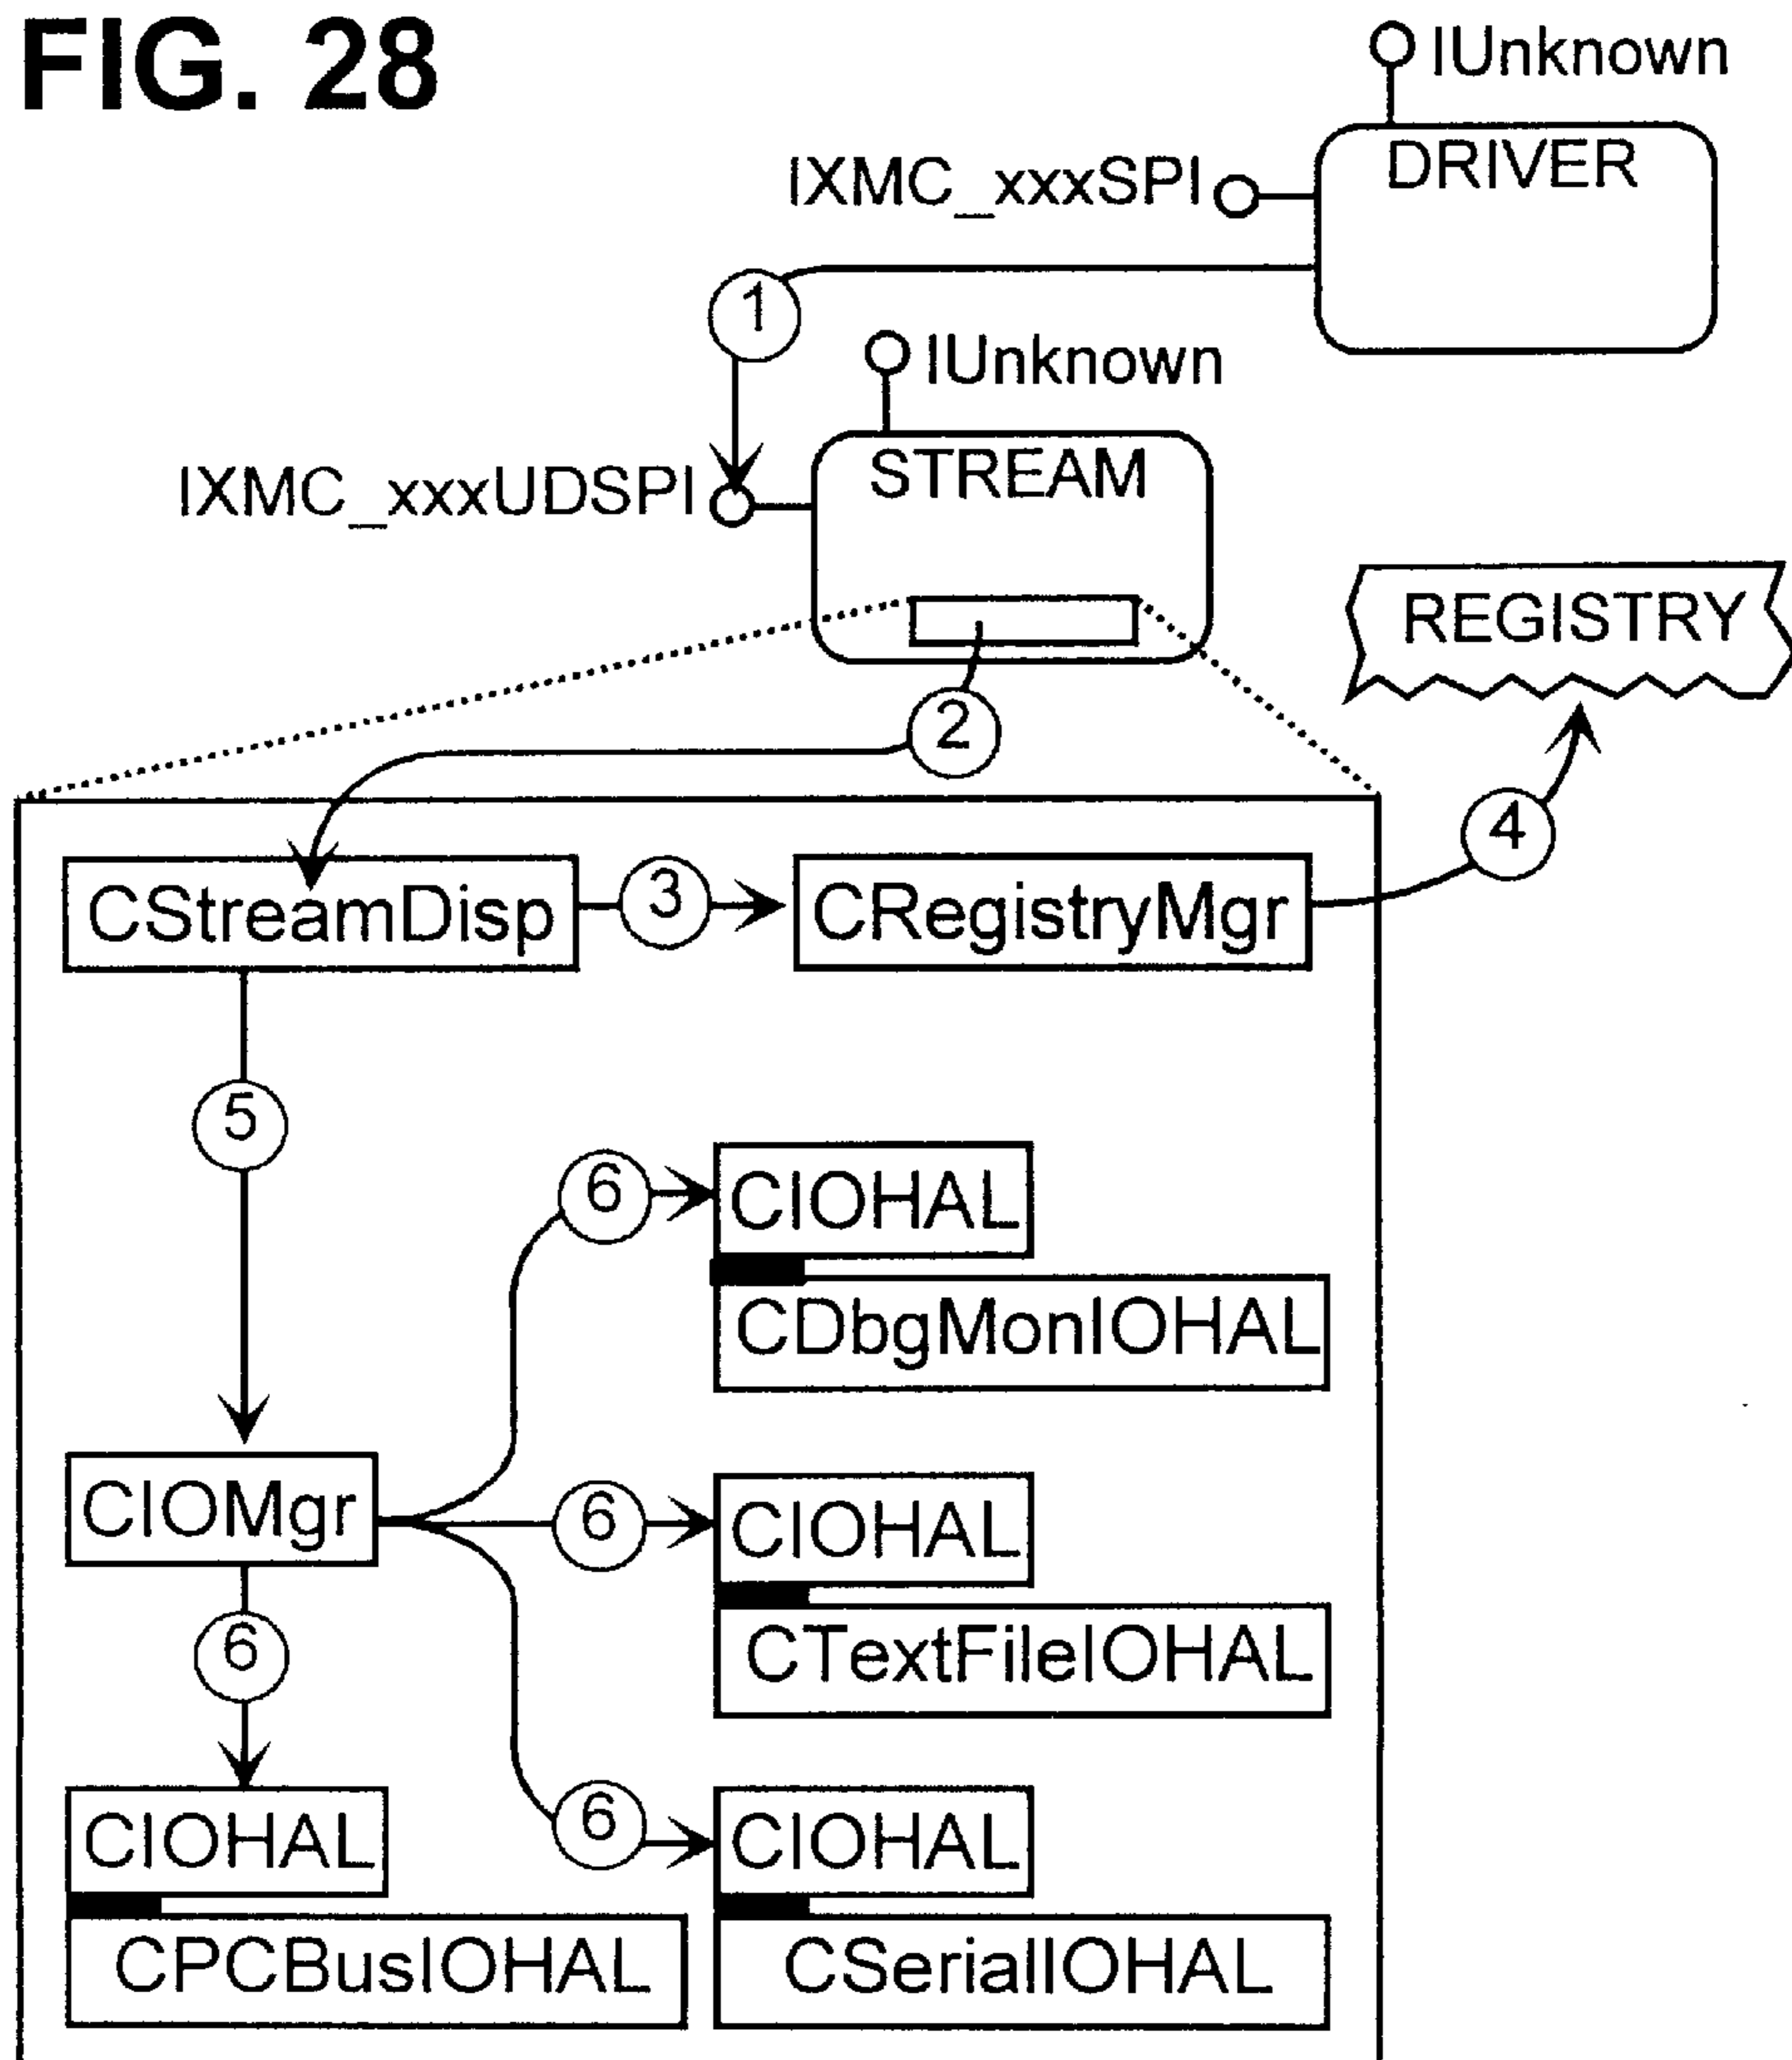 FIG. 28
IUnknown
DRIVER
IXMC_xxxSPI
1
IUnknown
STREAM
IXMC_xxxUDSPI
REGISTRY
2
4
CStreamDisp
3
CRegistryMgr
5
6
CIOHAL
CDbgMonIOHAL
CIOMgr
6
CIOHAL
CTextFileIOHAL
6
6
CIOHAL
CIOHAL
CPCBusIOHAL
CSerialIOHAL